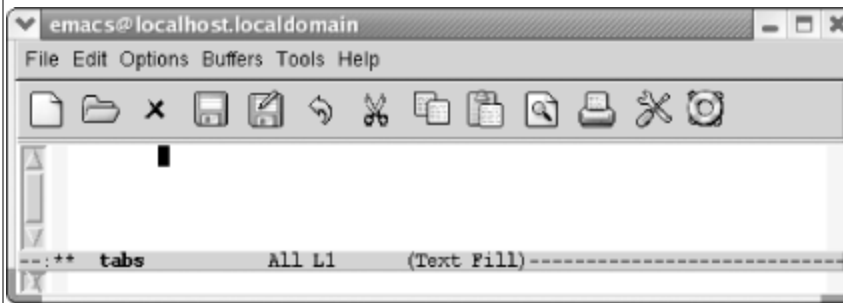 emacs@localhost.localdomain
File Edit Options Buffers Tools Help
--:** tabs All L1 (Text Fill)----------------------------